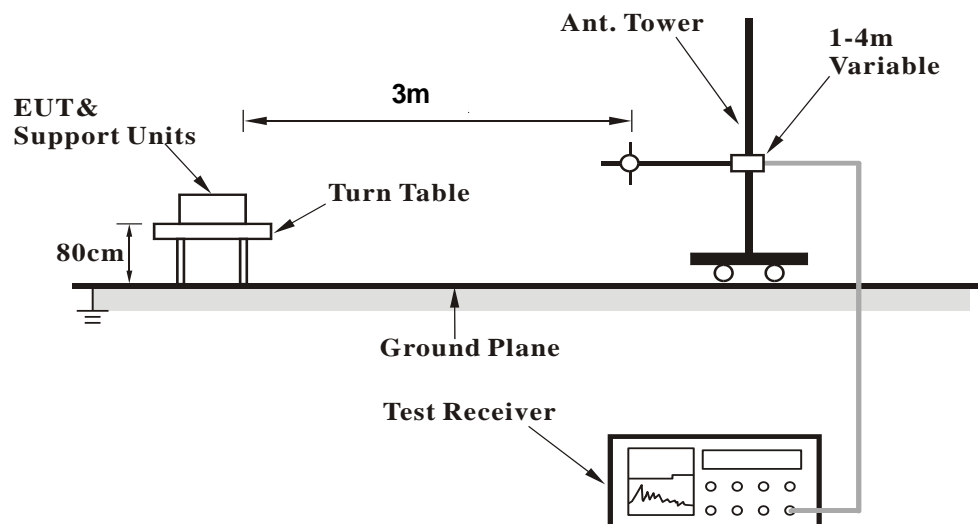 Ant. Tower
1-4m
Variable
3m
EUT&
Support Units
Turn Table
80cm
Ground Plane
Test Receiver